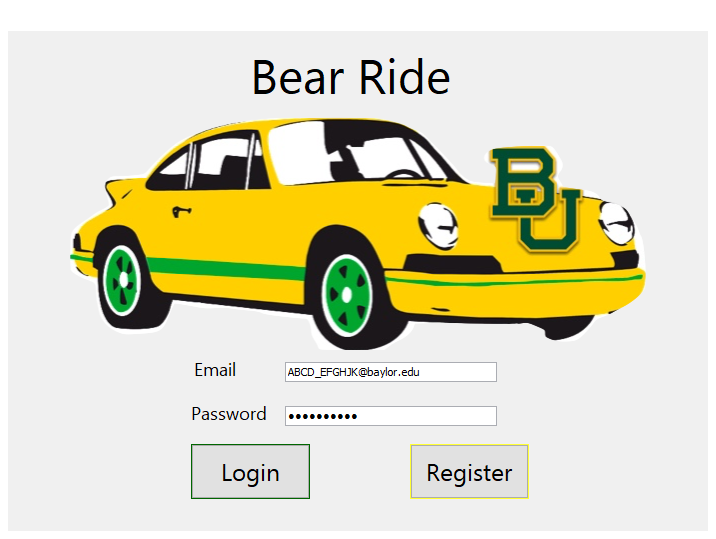 Bear Ride
BU
Email
ABCD_EFGHJK@baylor.edu
Password
••••••••••
Login
Register